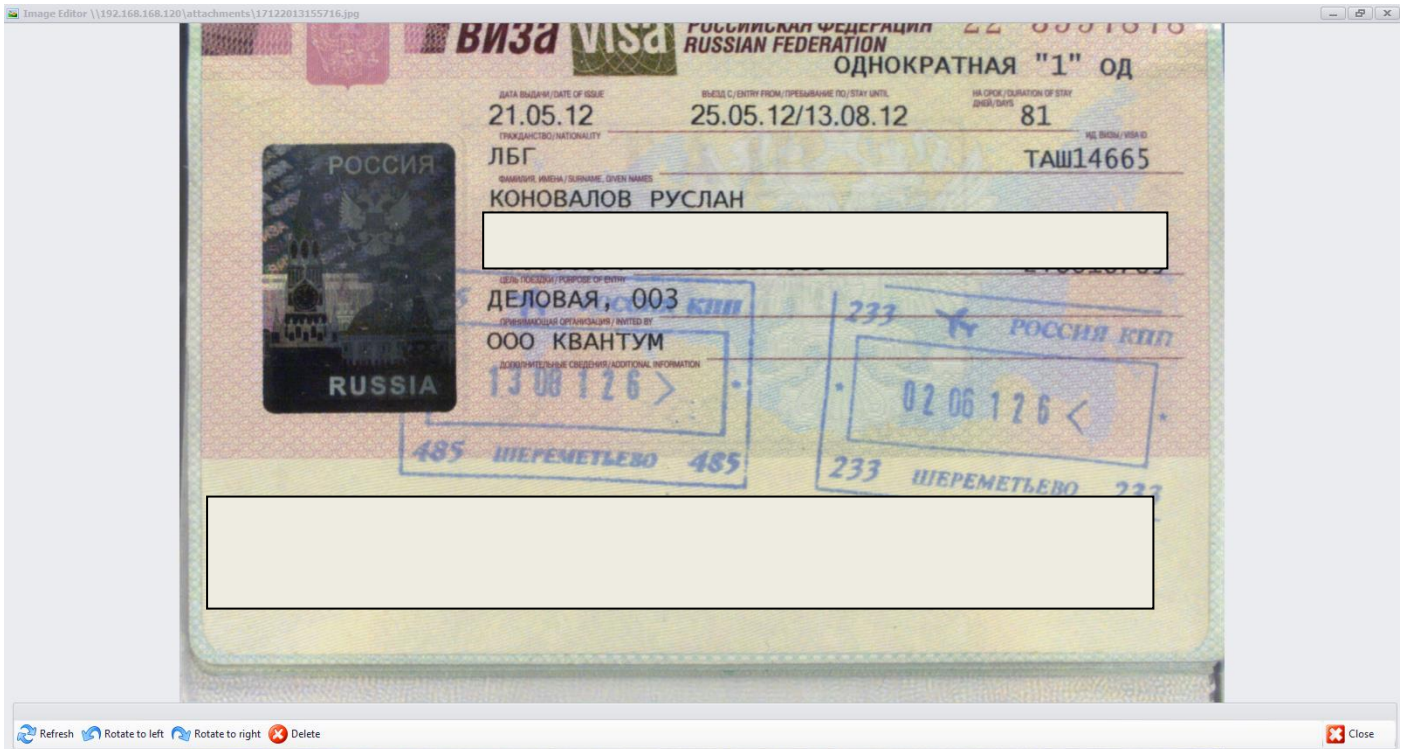 Image Editor \\192.168.168.120\attachments\17122013155716.jpg
ВИЗА VISA РОССИЙСКАЯ ФЕДЕРАЦИЯ
RUSSIAN FEDERATION
ОДНОКРАТНАЯ "1" ОД
ДАТА ВЫДАЧИ/DATE OF ISSUE ВЪЕЗД С/ENTRY FROM/ПРЕБЫВАНИЕ ПО/STAY UNTIL НА СРОК/DURATION OF STAY
ДНЕЙ/DAYS
21.05.12 25.05.12/13.08.12 81
ГРАЖДАНСТВО/NATIONALITY ИД. ВИЗЫ/VISA ID
ЛБГ ТАШ14665
ФАМИЛИЯ, ИМЕНА/SURNAME, GIVEN NAMES
КОНОВАЛОВ РУСЛАН
ЦЕЛЬ ПОЕЗДКИ/PURPOSE OF ENTRY
ДЕЛОВАЯ, 003
ПРИНИМАЮЩАЯ ОРГАНИЗАЦИЯ/INVITED BY
ООО КВАНТУМ
ДОПОЛНИТЕЛЬНЫЕ СВЕДЕНИЯ/ADDITIONAL INFORMATION
РОССИЯ
RUSSIA
РОССИЯ КПП
13 08 12 6 >
485 ШЕРЕМЕТЬЕВО 485
233 РОССИЯ КПП
02 06 12 6 <
233 ШЕРЕМЕТЬЕВО 233
Refresh Rotate to left Rotate to right Delete Close